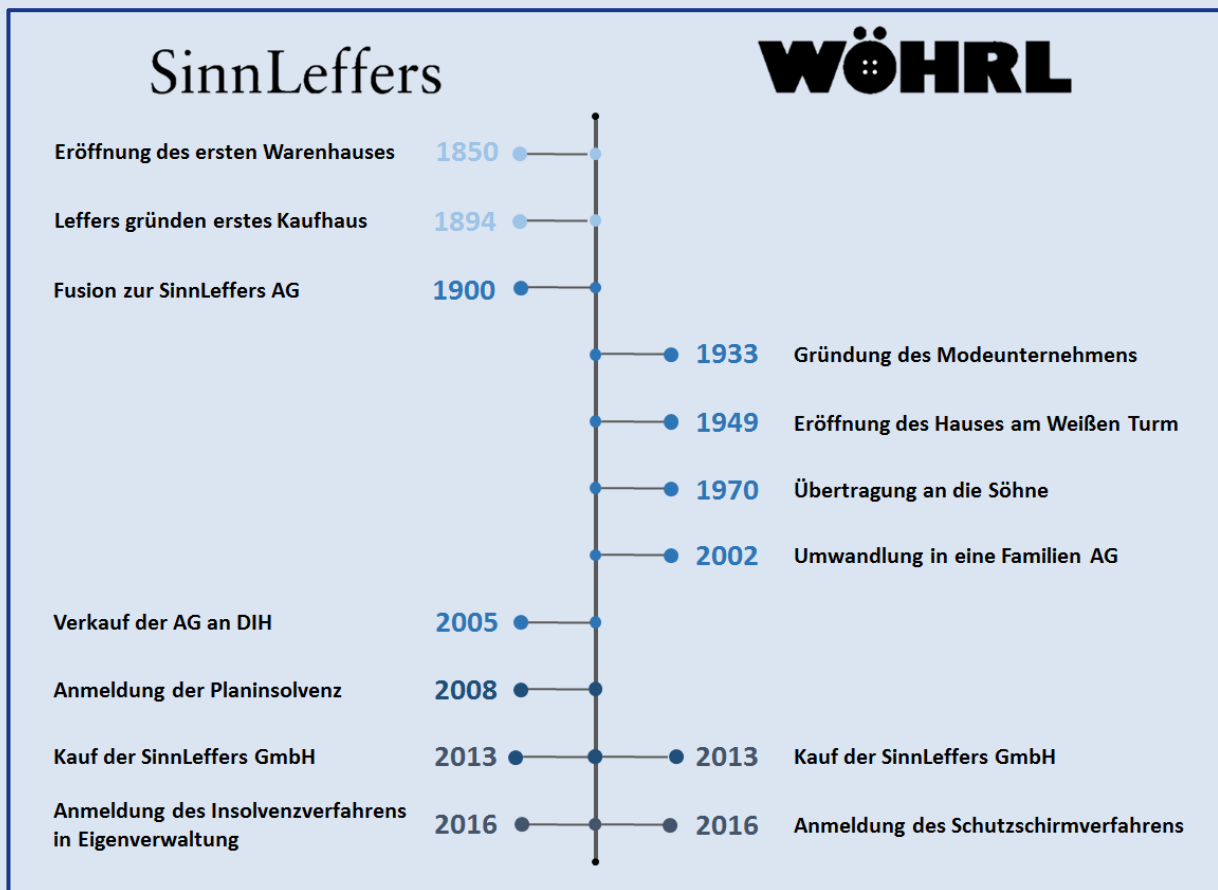 SinnLeffers
WÖHRL
Eröffnung des ersten Warenhauses 1850
Leffers gründen erstes Kaufhaus 1894
Fusion zur SinnLeffers AG 1900
1933 Gründung des Modeunternehmens
1949 Eröffnung des Hauses am Weißen Turm
1970 Übertragung an die Söhne
2002 Umwandlung in eine Familien AG
Verkauf der AG an DIH 2005
Anmeldung der Planinsolvenz 2008
Kauf der SinnLeffers GmbH 2013
2013 Kauf der SinnLeffers GmbH
Anmeldung des Insolvenzverfahrens
in Eigenverwaltung
2016
2016 Anmeldung des Schutzschirmverfahrens